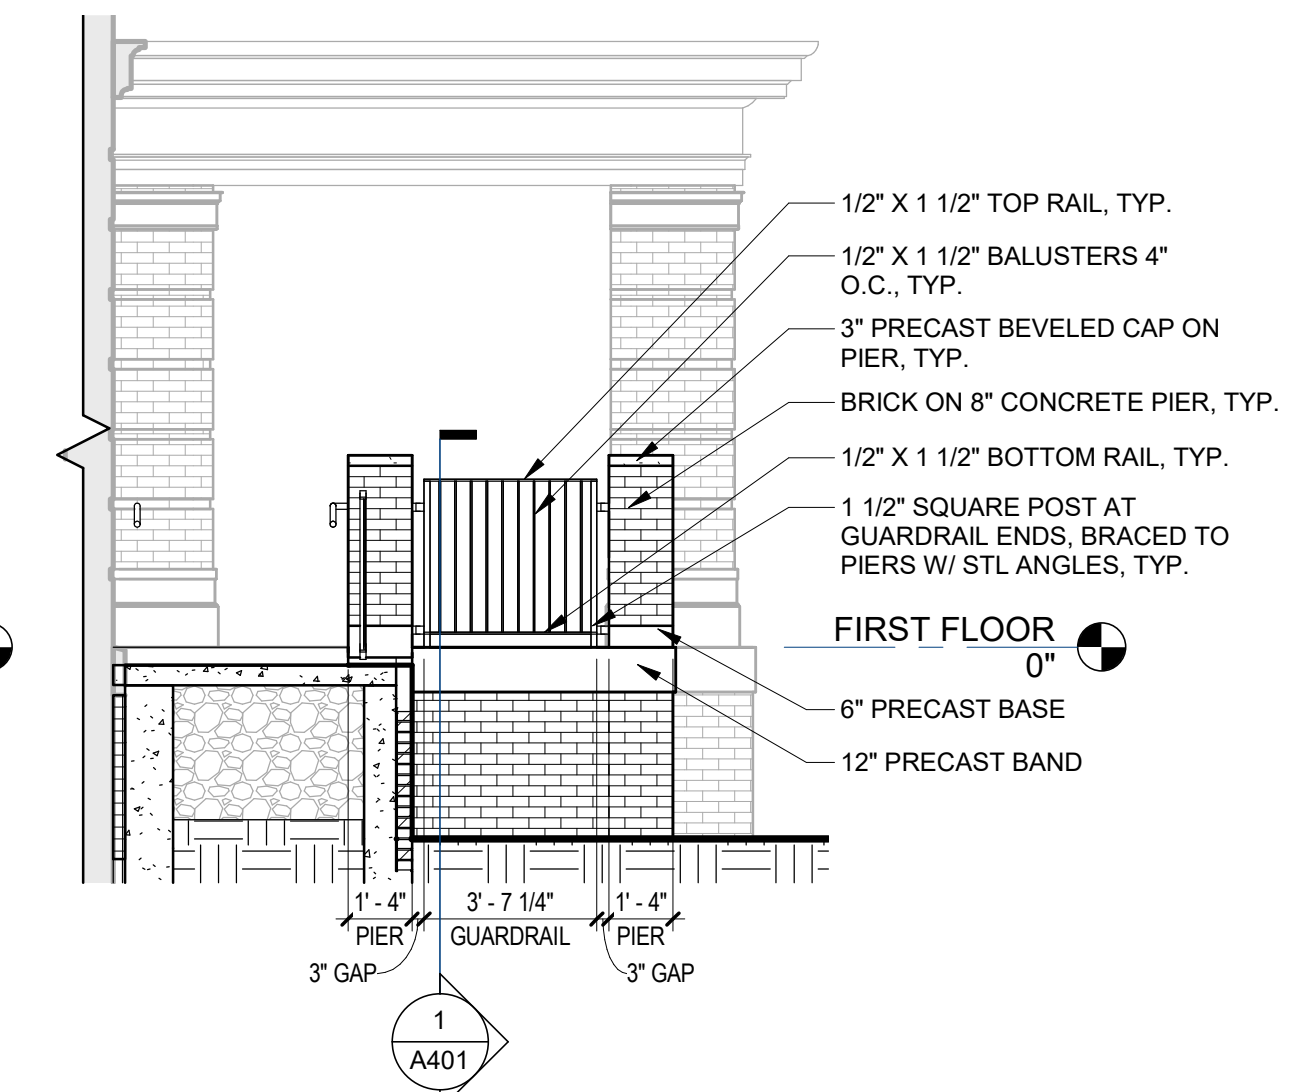 1/2" X 1 1/2" TOP RAIL, TYP.
1/2" X 1 1/2" BALUSTERS 4"
O.C., TYP.
3" PRECAST BEVELED CAP ON
PIER, TYP.
BRICK ON 8" CONCRETE PIER, TYP.
1/2" X 1 1/2" BOTTOM RAIL, TYP.
1 1/2" SQUARE POST AT
GUARDRAIL ENDS, BRACED TO
PIERS W/ STL ANGLES, TYP.
FIRST FLOOR
0"
6" PRECAST BASE
12" PRECAST BAND
1' - 4" 3' - 7 1/4" 1' - 4"
PIER GUARDRAIL PIER
3" GAP 3" GAP
1
A401